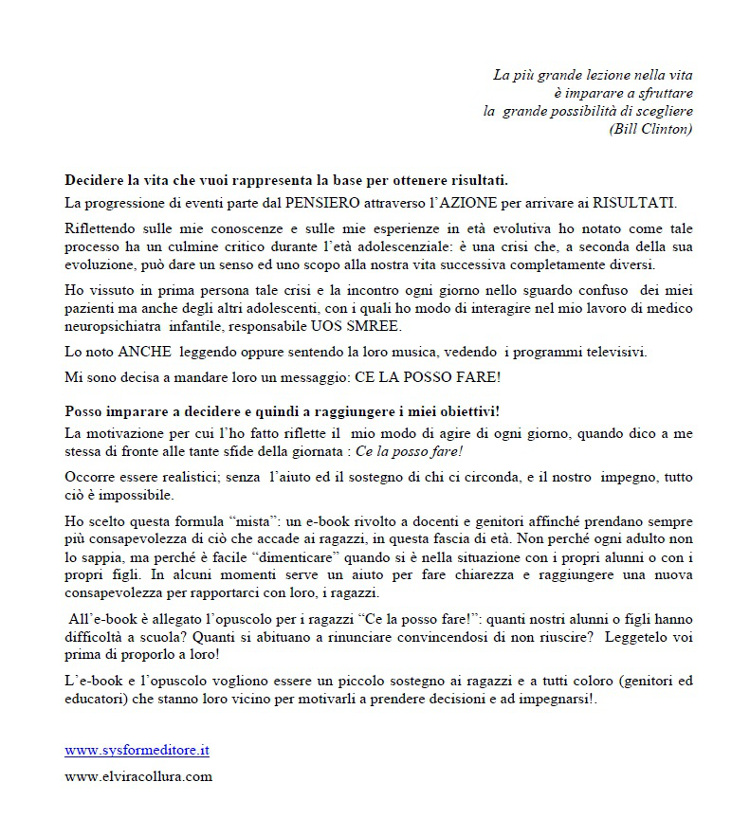 La più grande lezione nella vita
è imparare a sfruttare
la grande possibilità di scegliere
(Bill Clinton)
Decidere la vita che vuoi rappresenta la base per ottenere risultati.
La progressione di eventi parte dal PENSIERO attraverso l'AZIONE per arrivare ai RISULTATI.
Riflettendo sulle mie conoscenze e sulle mie esperienze in età evolutiva ho notato come tale
processo ha un culmine critico durante l'età adolescenziale: è una crisi che, a seconda della sua
evoluzione, può dare un senso ed uno scopo alla nostra vita successiva completamente diversi.
Ho vissuto in prima persona tale crisi e la incontro ogni giorno nello sguardo confuso dei miei
pazienti ma anche degli altri adolescenti, con i quali ho modo di interagire nel mio lavoro di medico
neuropsichiatra infantile, responsabile UOS SMREE.
Lo noto ANCHE leggendo oppure sentendo la loro musica, vedendo i programmi televisivi.
Mi sono decisa a mandare loro un messaggio: CE LA POSSO FARE!
Posso imparare a decidere e quindi a raggiungere i miei obiettivi!
La motivazione per cui l'ho fatto riflette il mio modo di agire di ogni giorno, quando dico a me
stessa di fronte alle tante sfide della giornata : Ce la posso fare!
Occorre essere realistici; senza l'aiuto ed il sostegno di chi ci circonda, e il nostro impegno, tutto
ciò è impossibile.
Ho scelto questa formula "mista": un e-book rivolto a docenti e genitori affinché prendano sempre
più consapevolezza di ciò che accade ai ragazzi, in questa fascia di età. Non perché ogni adulto non
lo sappia, ma perché è facile "dimenticare" quando si è nella situazione con i propri alunni o con i
propri figli. In alcuni momenti serve un aiuto per fare chiarezza e raggiungere una nuova
consapevolezza per rapportarci con loro, i ragazzi.
All'e-book è allegato l'opuscolo per i ragazzi "Ce la posso fare!": quanti nostri alunni o figli hanno
difficoltà a scuola? Quanti si abituano a rinunciare convincendosi di non riuscire? Leggetelo voi
prima di proporlo a loro!
L'e-book e l'opuscolo vogliono essere un piccolo sostegno ai ragazzi e a tutti coloro (genitori ed
educatori) che stanno loro vicino per motivarli a prendere decisioni e ad impegnarsi!.
www.sysformeditore.it
www.elviracollura.com